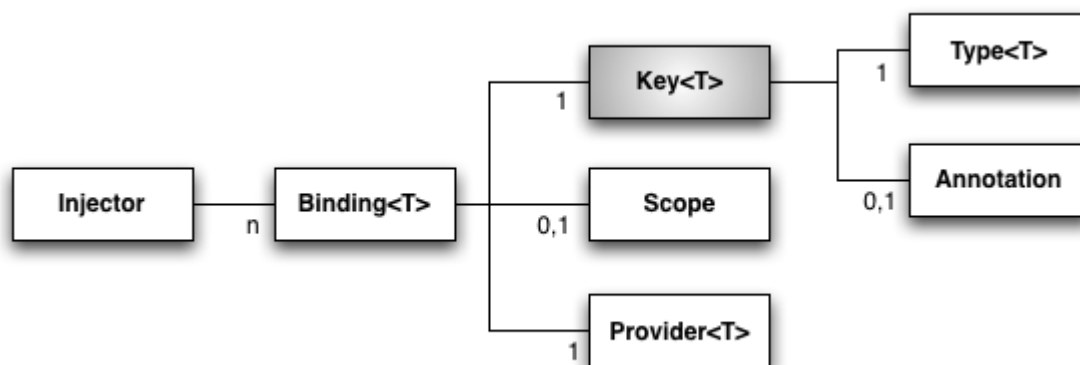 Type<T>
Key<T>
1
1
Annotation
Injector
Binding<T>
Scope
0,1
n
0,1
Provider<T>
1